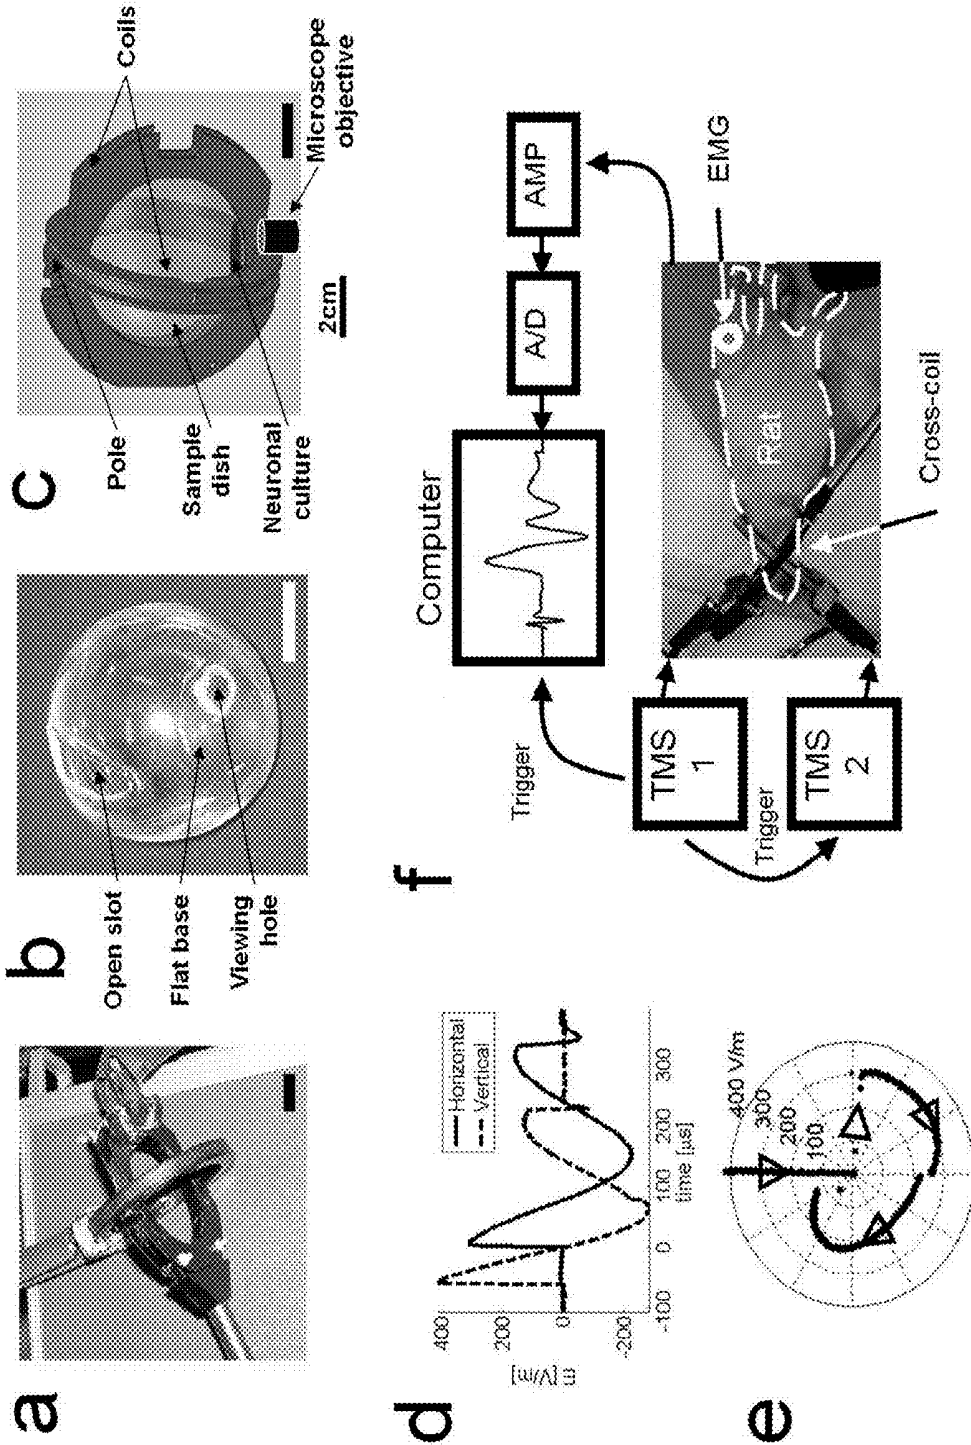 a
b
Open slot
Flat base
Viewing
hole
c
Pole
Sample
dish
Neuronal
culture
Coils
Microscope
objective
2cm
d
E [V/m]
400
200
0
-200
-100
0
100
200
300
time [µs]
Horizontal
Vertical
e
400 V/m
300
200
100
f
Computer
A/D
AMP
Trigger
TMS
1
Trigger
TMS
2
Rat
EMG
Cross-coil